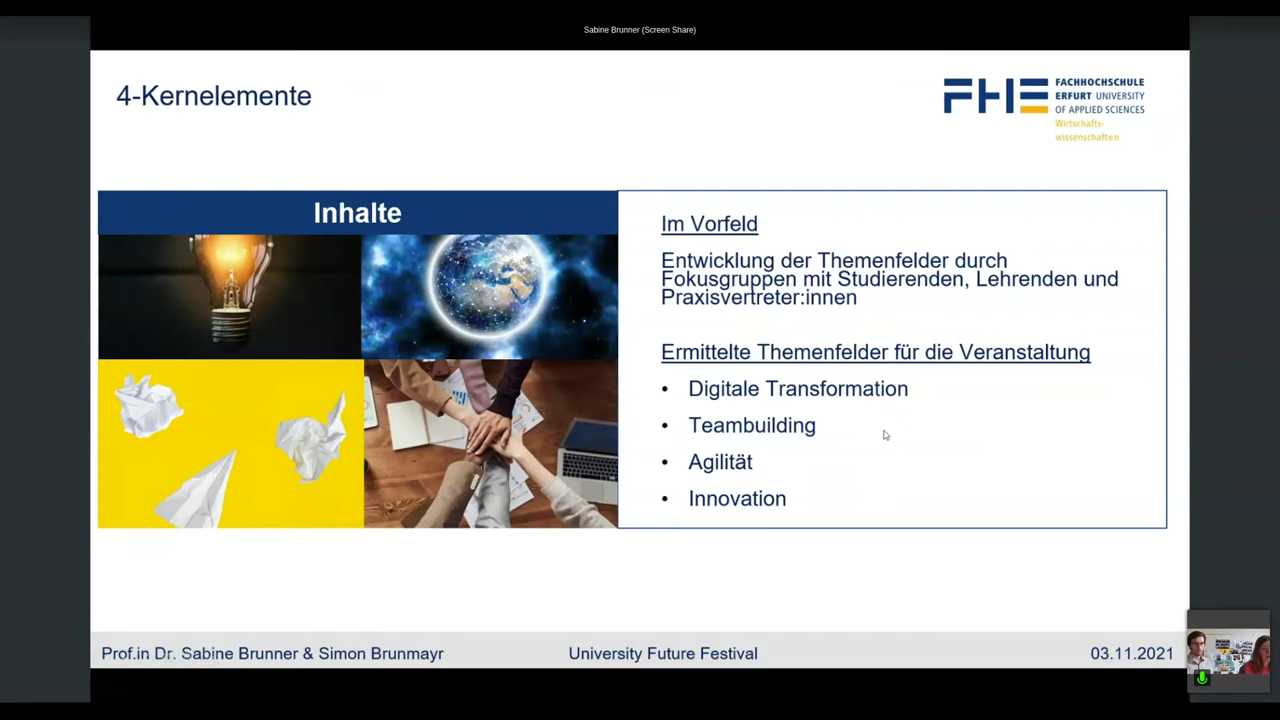 Sabine Brunner (Screen Share)
4-Kernelemente
FHE
FACHHOCHSCHULE
ERFURT UNIVERSITY
OF APPLIED SCIENCES
Wirtschafts-
wissenschaften
Inhalte
Im Vorfeld
Entwicklung der Themenfelder durch
Fokusgruppen mit Studierenden, Lehrenden und
Praxisvertreter:innen
Ermittelte Themenfelder für die Veranstaltung
• Digitale Transformation
• Teambuilding
• Agilität
• Innovation
Prof.in Dr. Sabine Brunner & Simon Brunmayr
University Future Festival
03.11.2021